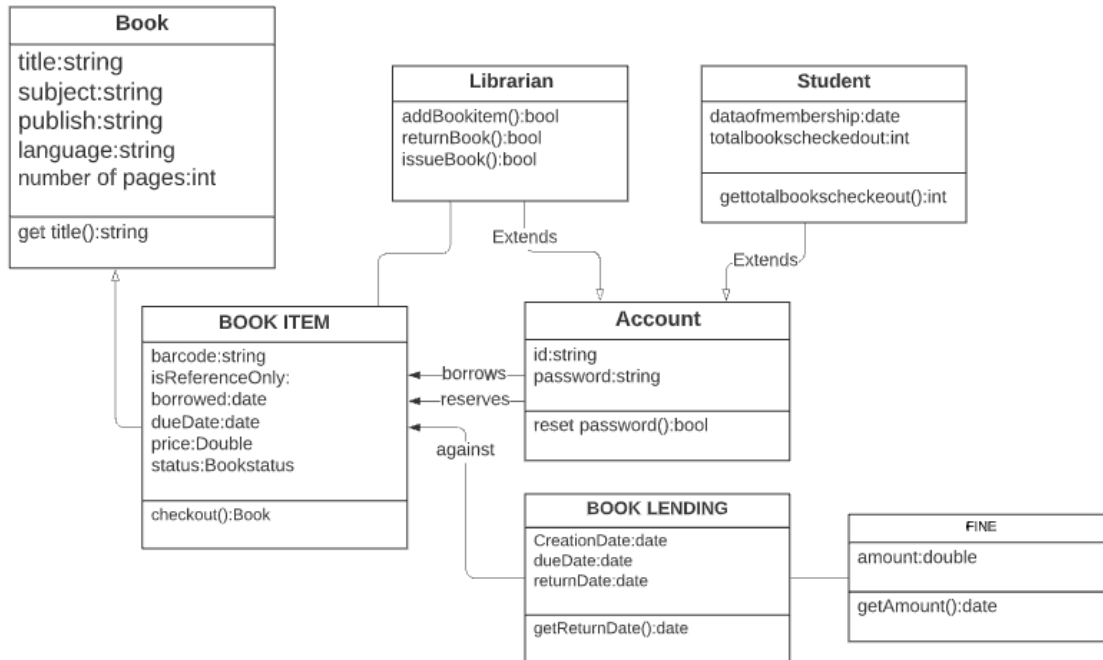 Book
title:string
subject:string
publish:string
language:string
number of pages:int
get title():string
Librarian
addBookitem():bool
returnBook():bool
issueBook():bool
Student
dataofmembership:date
totalbookscheckedout:int
gettotalbookscheckeout():int
Extends
Extends
BOOK ITEM
barcode:string
isReferenceOnly:
borrowed:date
dueDate:date
price:Double
status:Bookstatus
checkout():Book
borrows
reserves
against
Account
id:string
password:string
reset password():bool
BOOK LENDING
CreationDate:date
dueDate:date
returnDate:date
getReturnDate():date
FINE
amount:double
getAmount():date